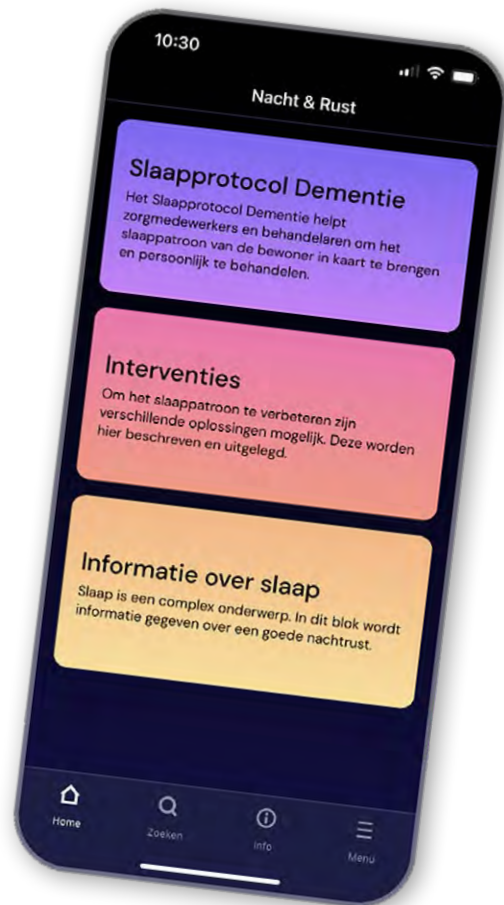 10:30
Nacht & Rust
Slaapprotocol Dementie
Het Slaapprotocol Dementie helpt
zorgmedewerkers en behandelaren om het
slaappatroon van de bewoner in kaart te brengen
en persoonlijk te behandelen.
Interventies
Om het slaappatroon te verbeteren zijn
verschillende oplossingen mogelijk. Deze worden
hier beschreven en uitgelegd.
Informatie over slaap
Slaap is een complex onderwerp. In dit blok wordt
informatie gegeven over een goede nachtrust.
Home
Zoeken
Info
Menu